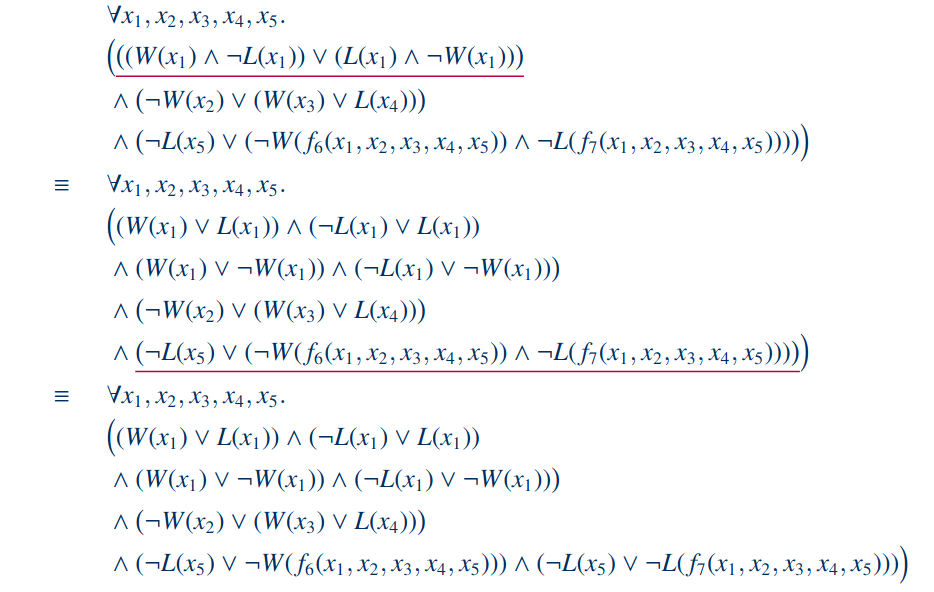 ∀x₁, x₂, x₃, x₄, x₅.
(((W(x₁) ∧ ¬L(x₁)) ∨ (L(x₁) ∧ ¬W(x₁)))
∧ (¬W(x₂) ∨ (W(x₃) ∨ L(x₄)))
∧ (¬L(x₅) ∨ (¬W(f₆(x₁, x₂, x₃, x₄, x₅)) ∧ ¬L(f₇(x₁, x₂, x₃, x₄, x₅)))))
≡ ∀x₁, x₂, x₃, x₄, x₅.
((W(x₁) ∨ L(x₁)) ∧ (¬L(x₁) ∨ L(x₁))
∧ (W(x₁) ∨ ¬W(x₁)) ∧ (¬L(x₁) ∨ ¬W(x₁)))
∧ (¬W(x₂) ∨ (W(x₃) ∨ L(x₄)))
∧ (¬L(x₅) ∨ (¬W(f₆(x₁, x₂, x₃, x₄, x₅)) ∧ ¬L(f₇(x₁, x₂, x₃, x₄, x₅)))))
≡ ∀x₁, x₂, x₃, x₄, x₅.
((W(x₁) ∨ L(x₁)) ∧ (¬L(x₁) ∨ L(x₁))
∧ (W(x₁) ∨ ¬W(x₁)) ∧ (¬L(x₁) ∨ ¬W(x₁)))
∧ (¬W(x₂) ∨ (W(x₃) ∨ L(x₄)))
∧ (¬L(x₅) ∨ ¬W(f₆(x₁, x₂, x₃, x₄, x₅))) ∧ (¬L(x₅) ∨ ¬L(f₇(x₁, x₂, x₃, x₄, x₅))))